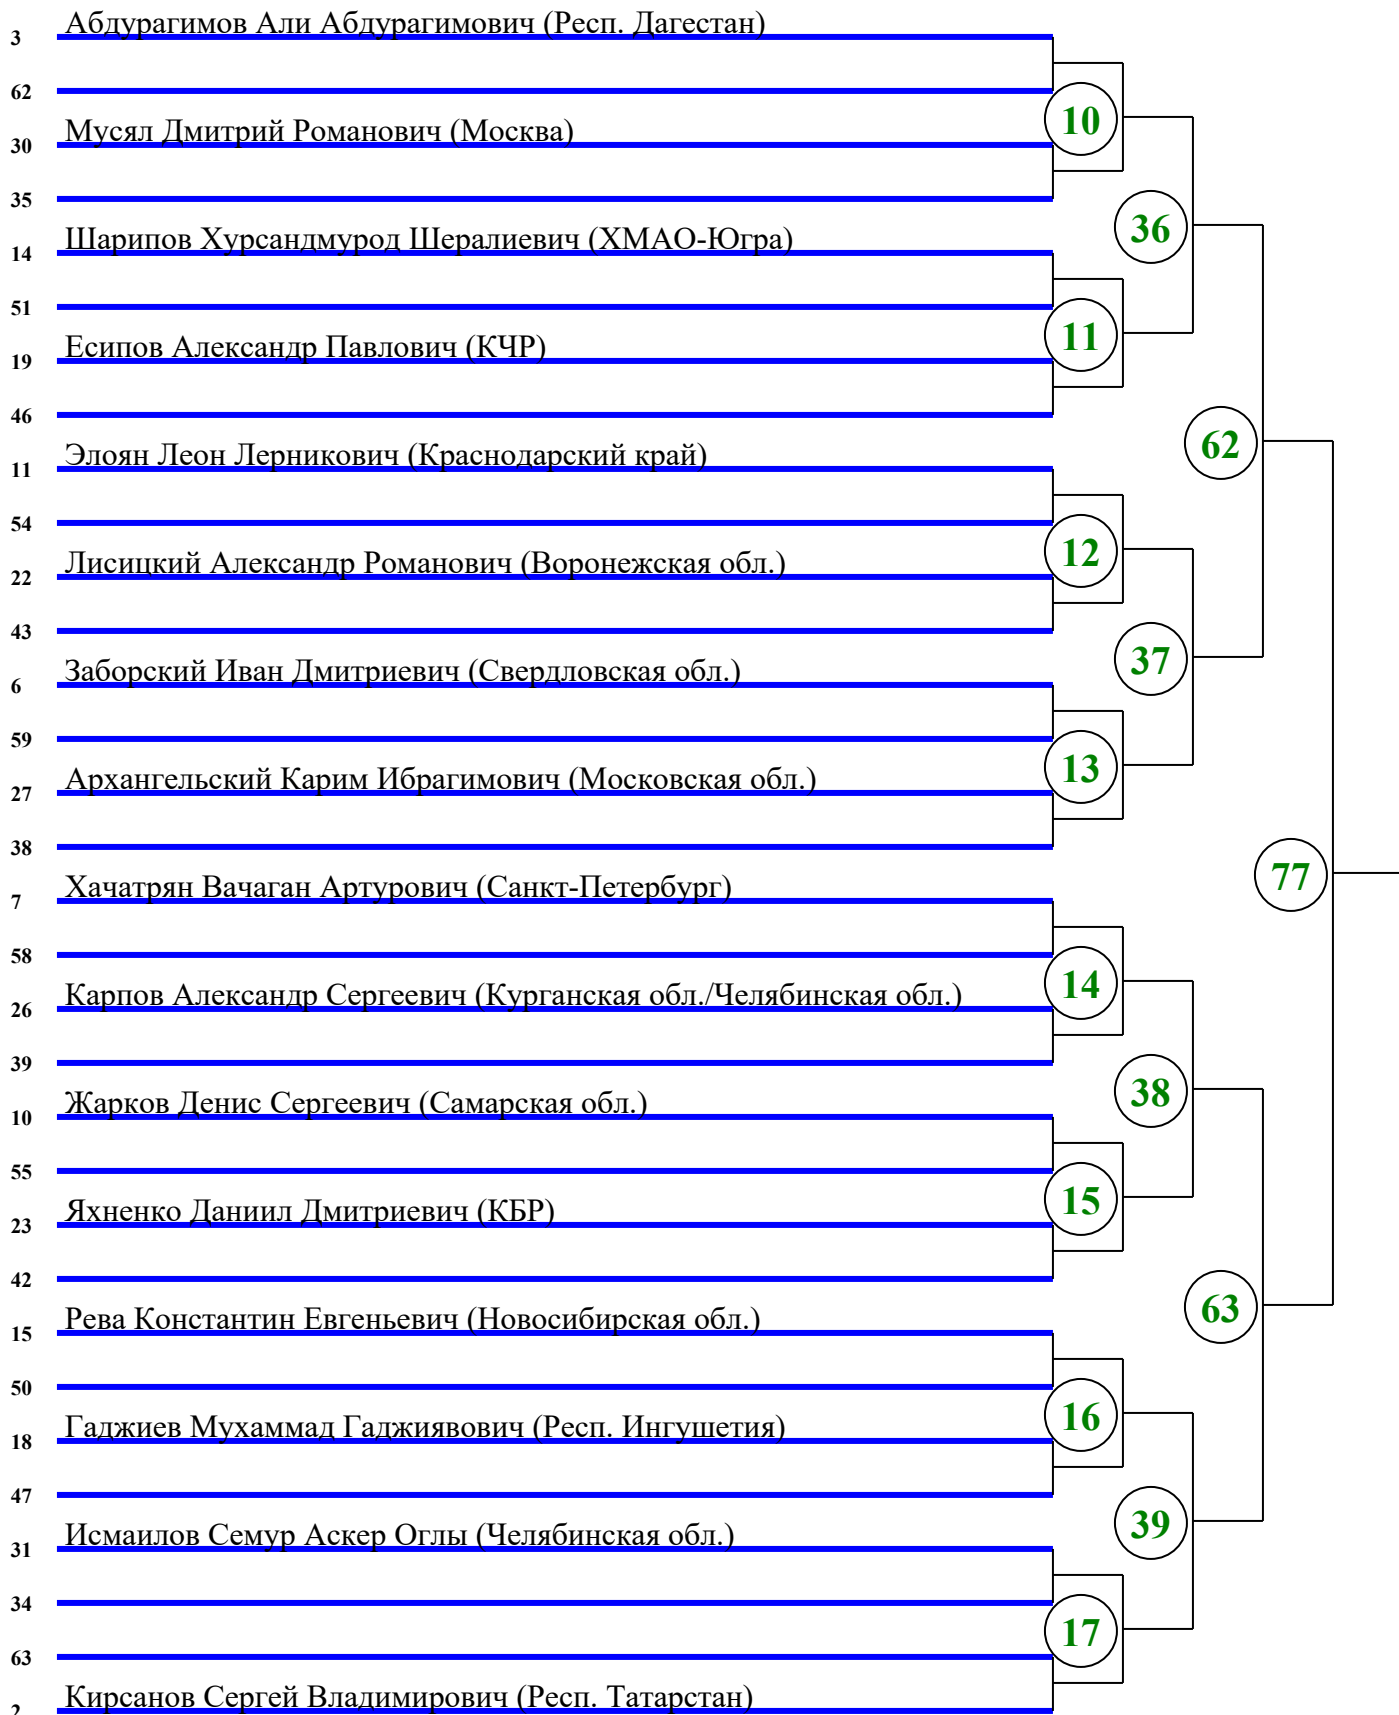 Абдурагимов Али Абдурагимович (Респ. Дагестан)
3
62
10
Мусял Дмитрий Романович (Москва)
30
35
36
Шарипов Хурсандмурод Шералиевич (ХМАО-Югра)
14
51
11
Есипов Александр Павлович (КЧР)
19
46
62
Элоян Леон Лерникович (Краснодарский край)
11
54
12
Лисицкий Александр Романович (Воронежская обл.)
22
43
37
Заборский Иван Дмитриевич (Свердловская обл.)
6
59
13
Архангельский Карим Ибрагимович (Московская обл.)
27
38
77
Хачатрян Вачаган Артурович (Санкт-Петербург)
7
58
14
Карпов Александр Сергеевич (Курганская обл./Челябинская обл.)
26
39
38
Жарков Денис Сергеевич (Самарская обл.)
10
55
15
Яхненко Даниил Дмитриевич (КБР)
23
42
63
Рева Константин Евгеньевич (Новосибирская обл.)
15
50
16
Гаджиев Мухаммад Гаджиявович (Респ. Ингушетия)
18
47
39
Исмаилов Семур Аскер Оглы (Челябинская обл.)
31
34
17
63
Кирсанов Сергей Владимирович (Респ. Татарстан)
2